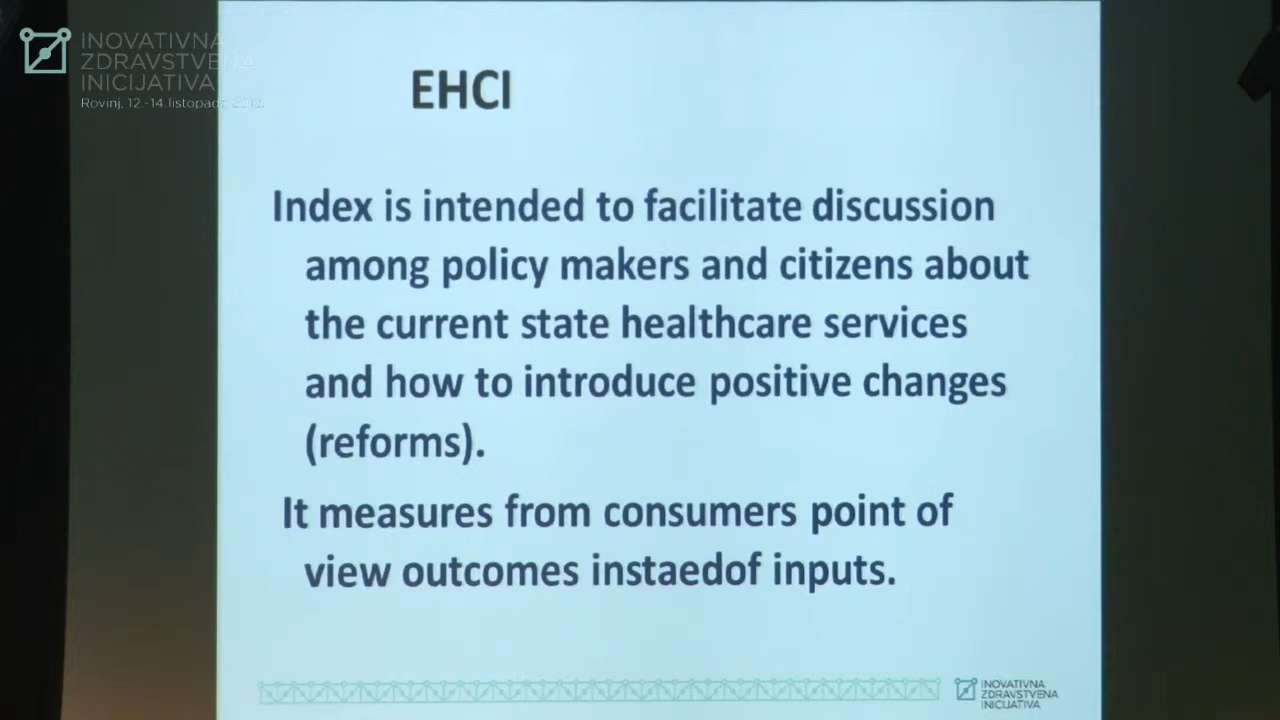 INOVATIVNA
ZDRAVSTVENA
INICIJATIVA
Rovinj, 12.-14.listopada
EHCI
Index is intended to facilitate discussion
among policy makers and citizens about
the current state healthcare services
and how to introduce positive changes
(reforms).
It measures from consumers point of
view outcomes instaedof inputs.
INOVATIVNA
ZDRAVSTVENA
INICIJATIVA